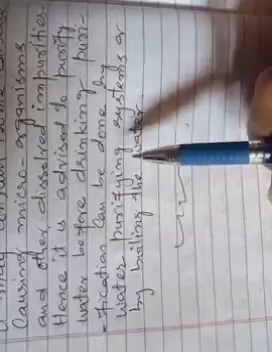 Causing micro-organisms
and other dissolved impurities.
Hence it is advised to purify
water before drinking puri-
-fication can be done by
water purifying systems or
by boiling the water